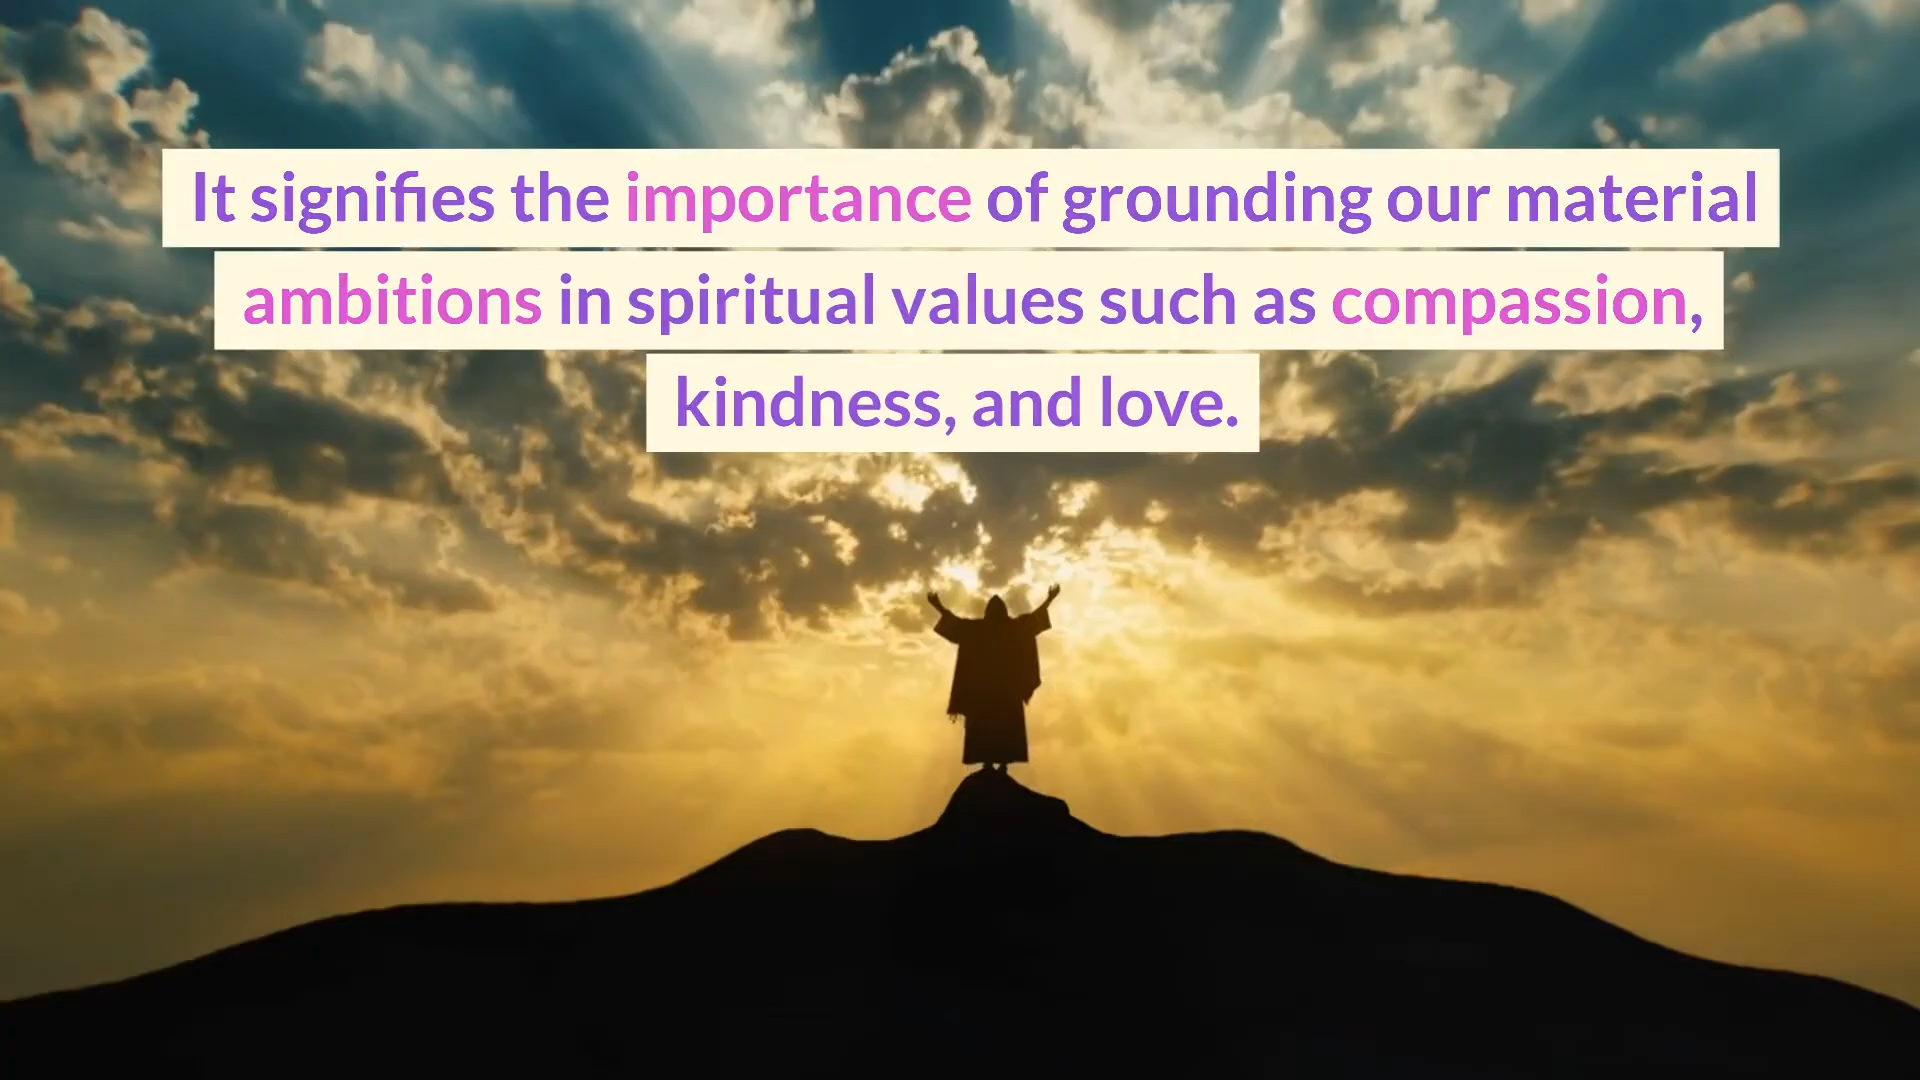 It signifies the importance of grounding our material
ambitions in spiritual values such as compassion,
kindness, and love.